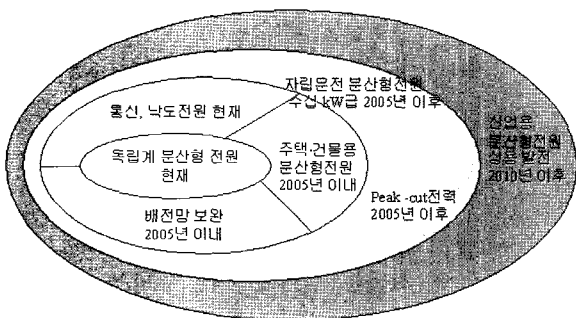 자립운전 분산형전원
수십 kW급 2005년 이후
통신, 낙도전원 현재
독립계 분산형 전원
현재
주택·건물용
분산형전원
2005년 이내
배전망 보완
2005년 이내
Peak -cut전력
2005년 이후
산업용
분산형전원
상용 발전
2010년 이후